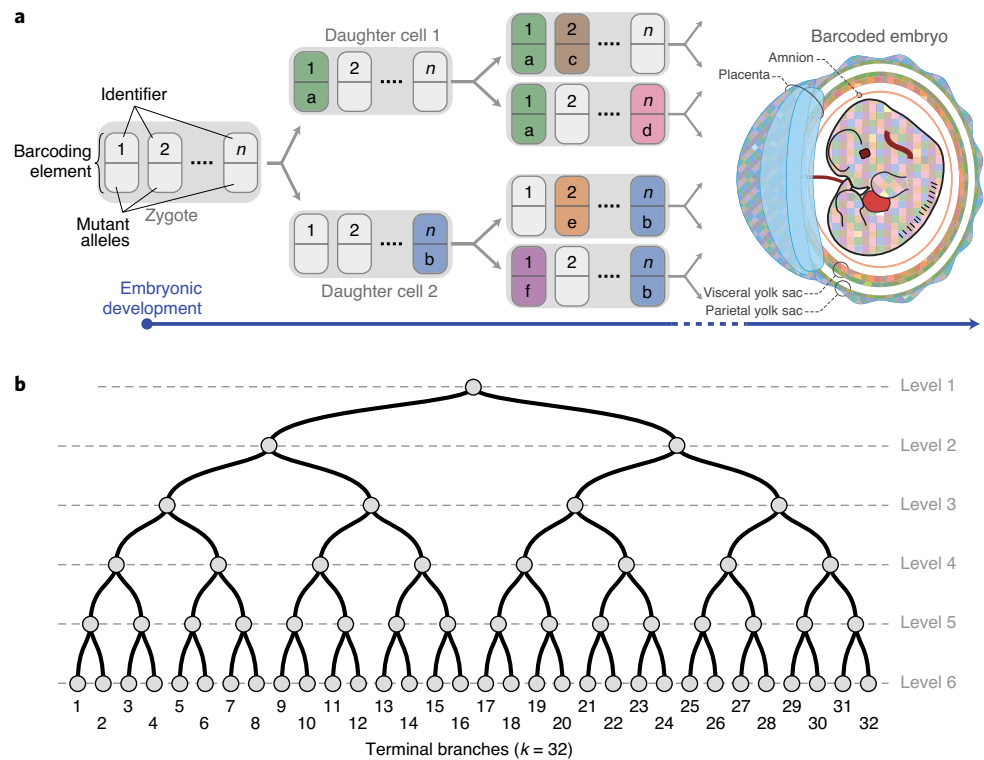 a
Identifier
Barcoding
element
1
2
....
n
Zygote
Mutant
alleles
Daughter cell 1
1
2
....
n
a
1
2
....
n
b
Daughter cell 2
1
2
....
n
a
c
1
2
....
n
a
d
1
2
....
n
e
b
1
2
....
n
f
b
Barcoded embryo
Amnion
Placenta
Visceral yolk sac
Parietal yolk sac
Embryonic
development
b
Level 1
Level 2
Level 3
Level 4
Level 5
Level 6
1 3 5 7 9 11 13 15 17 19 21 23 25 27 29 31
2 4 6 8 10 12 14 16 18 20 22 24 26 28 30 32
Terminal branches (k = 32)